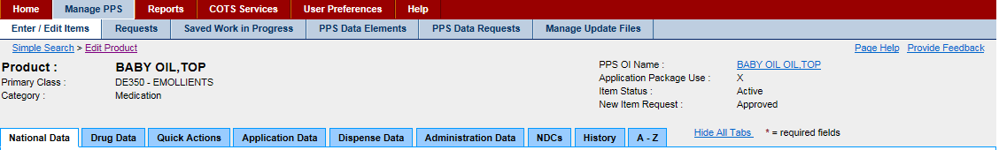 Home Manage PPS Reports COTS Services User Preferences Help
Enter / Edit Items Requests Saved Work in Progress PPS Data Elements PPS Data Requests Manage Update Files
Simple Search > Edit Product Page Help Provide Feedback
Product : BABY OIL,TOP
Primary Class : DE350 - EMOLLIENTS
Category : Medication
PPS OI Name : BABY OIL OIL,TOP
Application Package Use : X
Item Status : Active
New Item Request : Approved
National Data Drug Data Quick Actions Application Data Dispense Data Administration Data NDCs History A - Z Hide All Tabs * = required fields